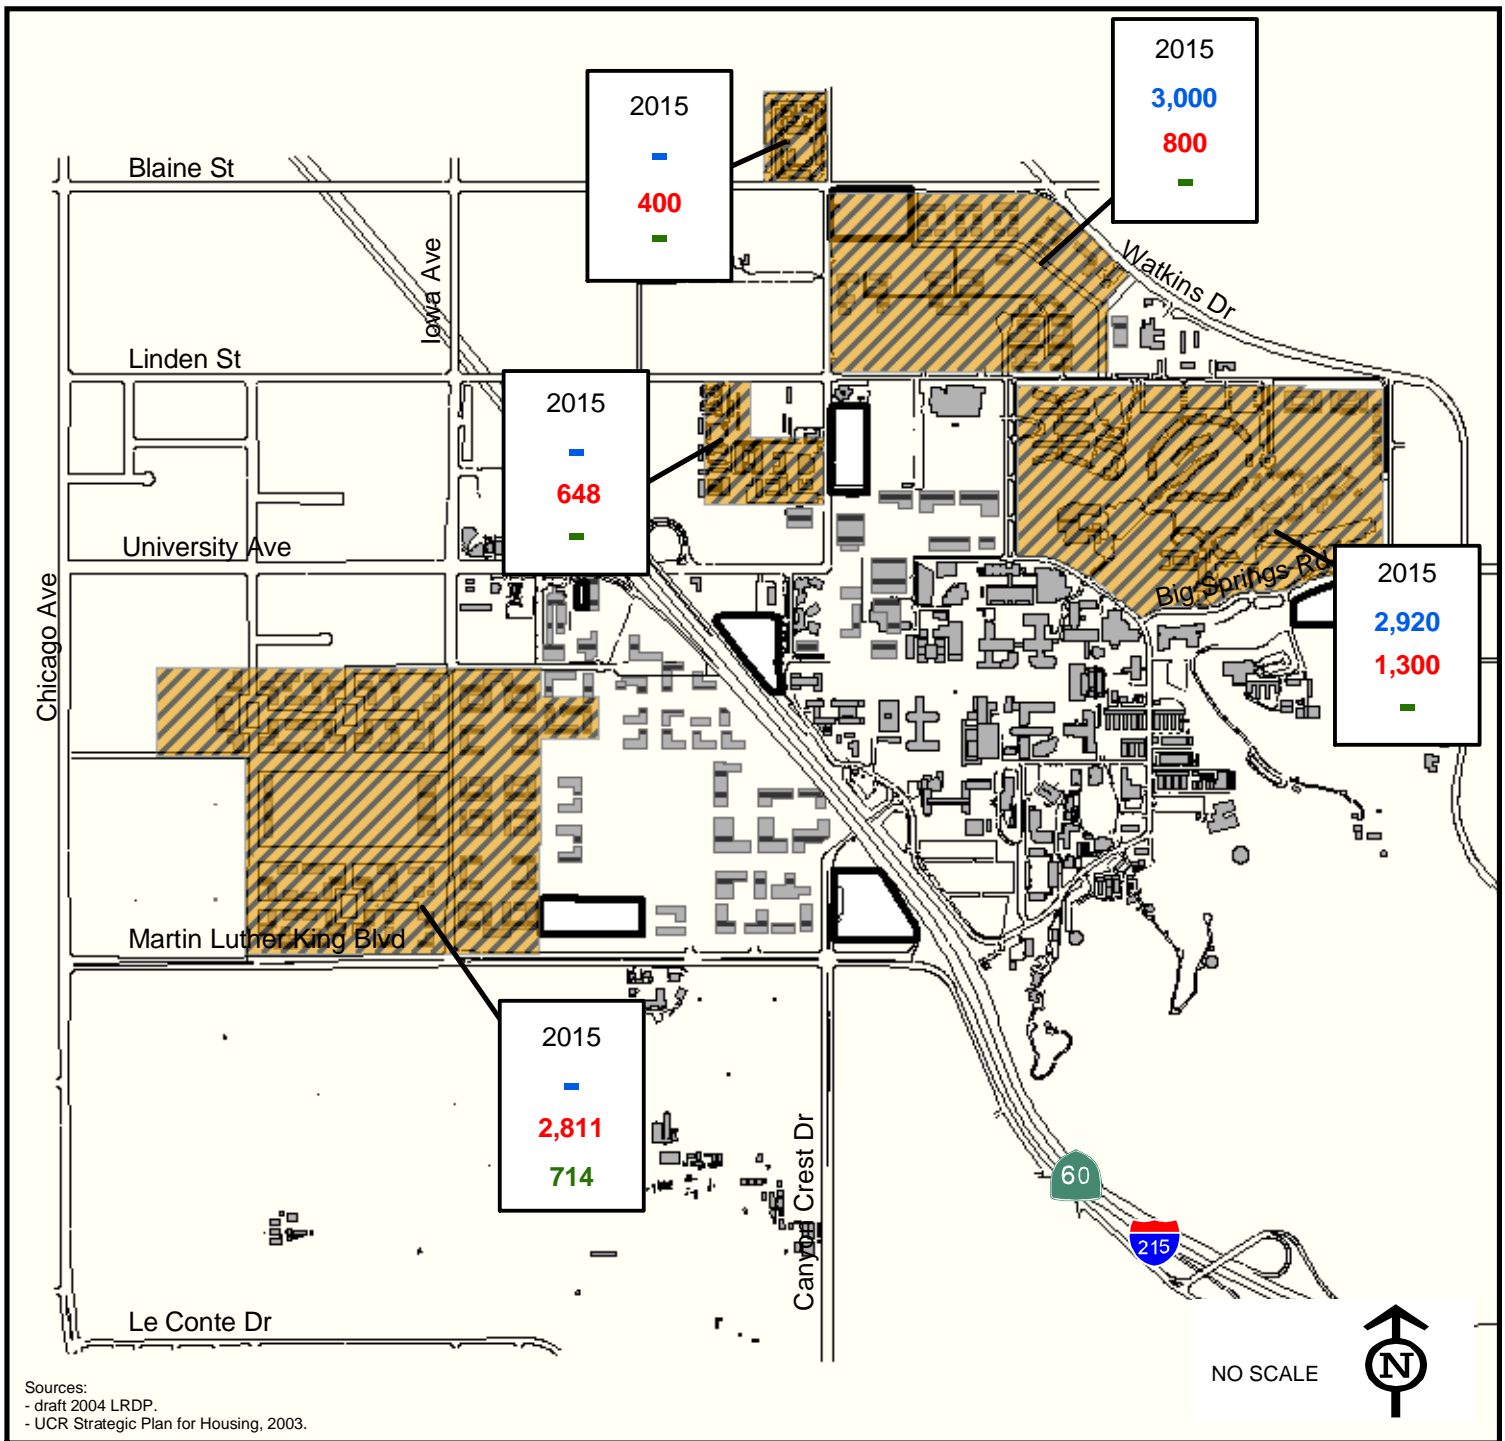 2015
3,000
800
-
2015
-
400
-
Blaine St
Iowa Ave
Watkins Dr
Linden St
2015
-
648
-
University Ave
Big Springs Rd
2015
2,920
1,300
-
Chicago Ave
Martin Luther King Blvd
2015
-
2,811
714
Canyon Crest Dr
60
215
Le Conte Dr
NO SCALE
N
Sources:
- draft 2004 LRDP.
- UCR Strategic Plan for Housing, 2003.